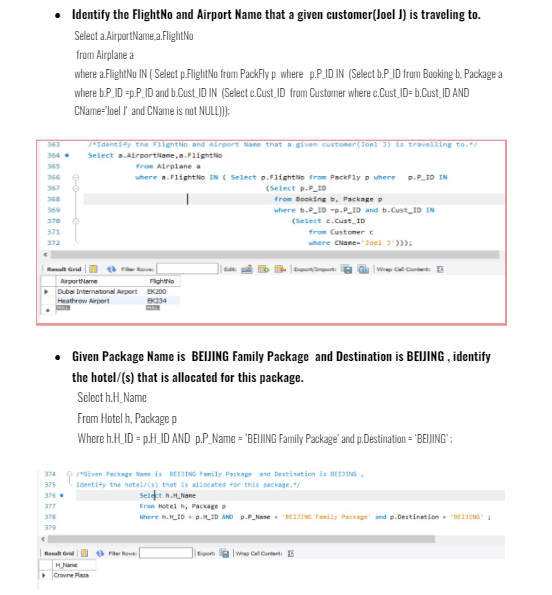 • Identify the FlightNo and Airport Name that a given customer(Joel J) is traveling to.
Select a.AirportName,a.FlightNo
from Airplane a
where a.FlightNo IN ( Select p.FlightNo from PackFly p where p.P_ID IN (Select b.P_ID from Booking b, Package a
where b.P_ID =p.P_ID and b.Cust_ID IN (Select c.Cust_ID from Customer where c.Cust_ID= b.Cust_ID AND
CName='Joel J' and CName is not NULL)));
363 /*Identify the FlightNo and Airport Name that a given customer(Joel J) is travelling to.*/
364 Select a.AirportName,a.FlightNo
365 from Airplane a
366 where a.FlightNo IN ( Select p.FlightNo from PackFly p where p.P_ID IN
367 (Select p.P_ID
368 from Booking b, Package p
369 where b.P_ID =p.P_ID and b.Cust_ID IN
370 (Select c.Cust_ID
371 from Customer c
372 where CName='Joel J')));
Result Grid Filter Rows: Edit: Export/Import: Wrap Cell Content:
AirportName FlightNo
Dubai International Airport EK200
Heathrow Airport EK234
NULL NULL
• Given Package Name is BEIJING Family Package and Destination is BEIJING , identify
the hotel/(s) that is allocated for this package.
Select h.H_Name
From Hotel h, Package p
Where h.H_ID = p.H_ID AND p.P_Name = 'BEIJING Family Package' and p.Destination = 'BEIJING' ;
374 /*Given Package Name is BEIJING Family Package and Destination is BEIJING ,
375 identify the hotel/(s) that is allocated for this package.*/
376 Select h.H_Name
377 From Hotel h, Package p
378 Where h.H_ID = p.H_ID AND p.P_Name = 'BEIJING Family Package' and p.Destination = 'BEIJING' ;
379
Result Grid Filter Rows: Export: Wrap Cell Content:
H_Name
Crowne Plaza